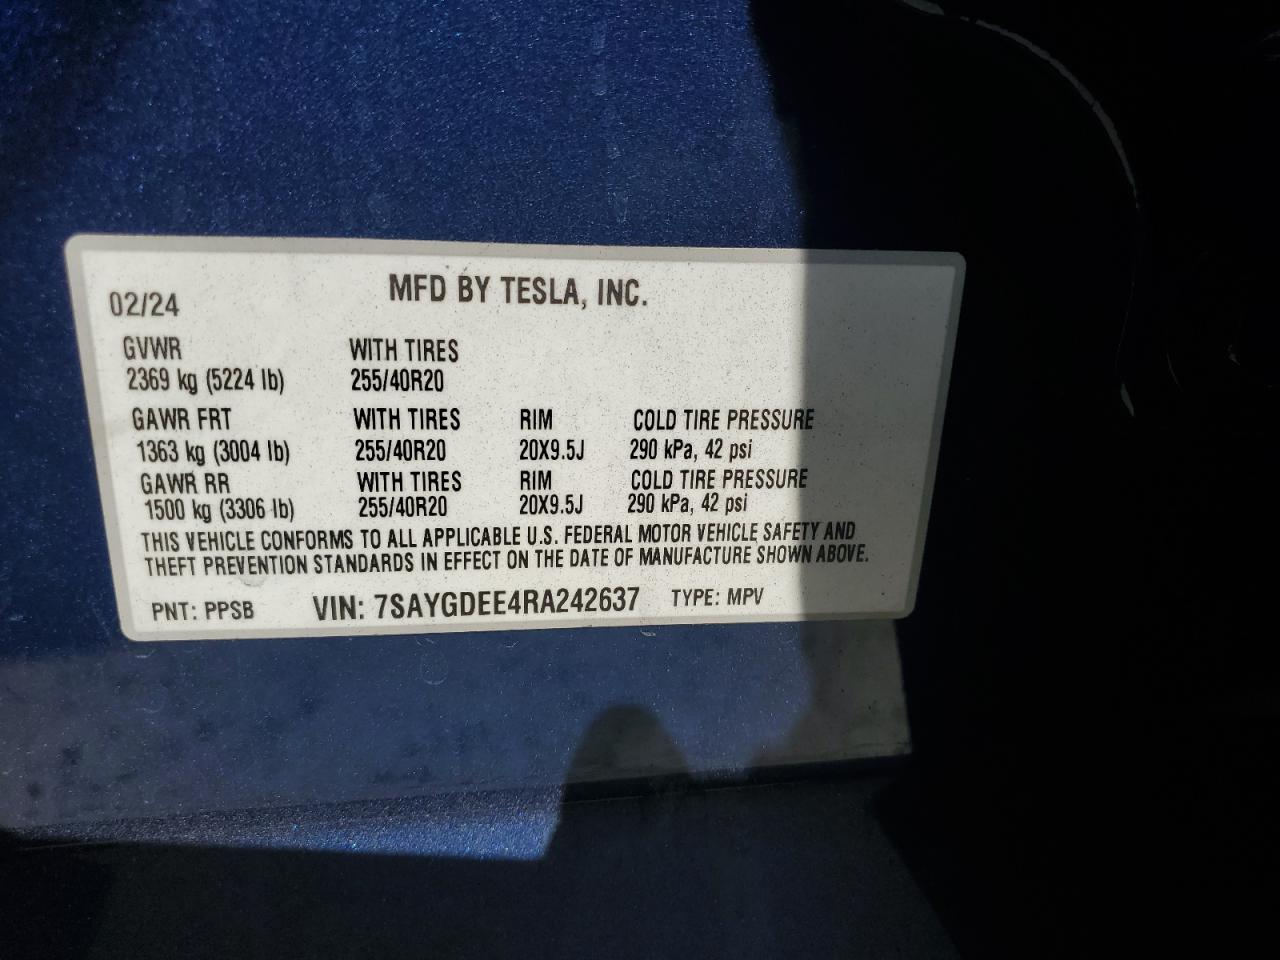 MFD BY TESLA, INC.
02/24
GVWR WITH TIRES
2369 kg (5224 lb) 255/40R20
GAWR FRT WITH TIRES RIM COLD TIRE PRESSURE
1363 kg (3004 lb) 255/40R20 20X9.5J 290 kPa, 42 psi
GAWR RR WITH TIRES RIM COLD TIRE PRESSURE
1500 kg (3306 lb) 255/40R20 20X9.5J 290 kPa, 42 psi
THIS VEHICLE CONFORMS TO ALL APPLICABLE U.S. FEDERAL MOTOR VEHICLE SAFETY AND
THEFT PREVENTION STANDARDS IN EFFECT ON THE DATE OF MANUFACTURE SHOWN ABOVE.
PNT: PPSB VIN: 7SAYGDEE4RA242637 TYPE: MPV